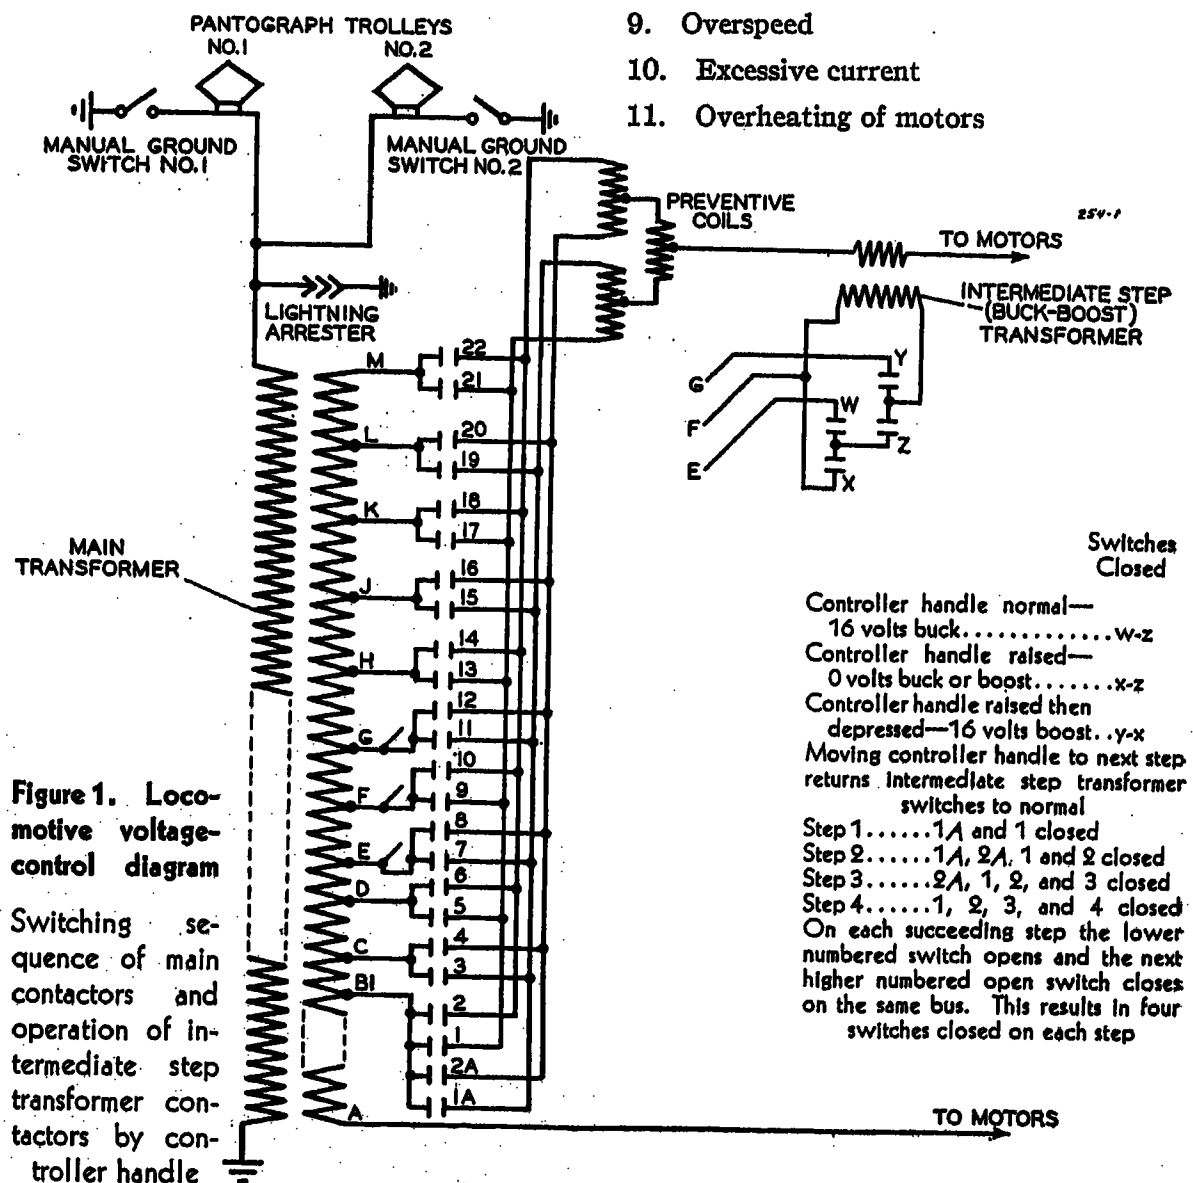 PANTOGRAPH TROLLEYS
NO.1
NO.2
9. Overspeed
10. Excessive current
11. Overheating of motors
MANUAL GROUND
SWITCH NO.1
MANUAL GROUND
SWITCH NO.2
PREVENTIVE
COILS
254-1
TO MOTORS
LIGHTNING
ARRESTER
INTERMEDIATE STEP
(BUCK-BOOST)
TRANSFORMER
G
F
E
Y
W
Z
X
M
22
21
L
20
19
K
18
17
J
16
15
H
14
13
G
12
11
F
10
9
E
8
7
D
6
5
C
4
3
B1
2
1
2A
1A
A
TO MOTORS
MAIN
TRANSFORMER
Switches
Closed
Controller handle normal—
16 volts buck.............w-z
Controller handle raised—
0 volts buck or boost.......x-z
Controller handle raised then
depressed—16 volts boost..y-x
Moving controller handle to next step
returns intermediate step transformer
switches to normal
Step 1......1A and 1 closed
Step 2......1A, 2A, 1 and 2 closed
Step 3......2A, 1, 2, and 3 closed
Step 4......1, 2, 3, and 4 closed
On each succeeding step the lower
numbered switch opens and the next
higher numbered open switch closes
on the same bus. This results in four
switches closed on each step
Figure 1. Loco-
motive voltage-
control diagram
Switching se-
quence of main
contactors and
operation of in-
termediate step
transformer con-
tactors by con-
troller handle